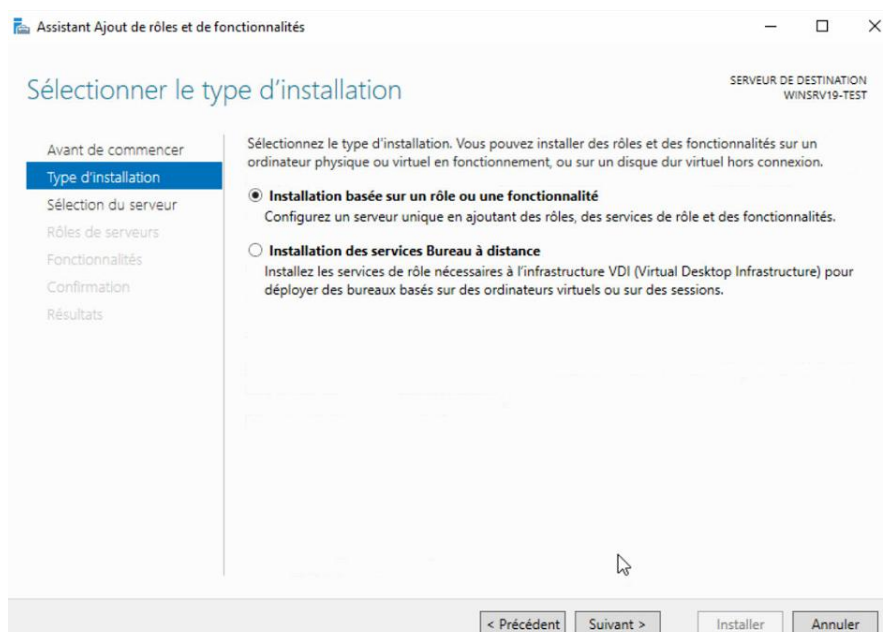 Assistant Ajout de rôles et de fonctionnalités
Sélectionner le type d'installation
SERVEUR DE DESTINATION
WINSRV19-TEST
Avant de commencer
Type d'installation
Sélection du serveur
Rôles de serveurs
Fonctionnalités
Confirmation
Résultats
Sélectionnez le type d'installation. Vous pouvez installer des rôles et des fonctionnalités sur un
ordinateur physique ou virtuel en fonctionnement, ou sur un disque dur virtuel hors connexion.
Installation basée sur un rôle ou une fonctionnalité
Configurez un serveur unique en ajoutant des rôles, des services de rôle et des fonctionnalités.
Installation des services Bureau à distance
Installez les services de rôle nécessaires à l'infrastructure VDI (Virtual Desktop Infrastructure) pour
déployer des bureaux basés sur des ordinateurs virtuels ou sur des sessions.
< Précédent
Suivant >
Installer
Annuler